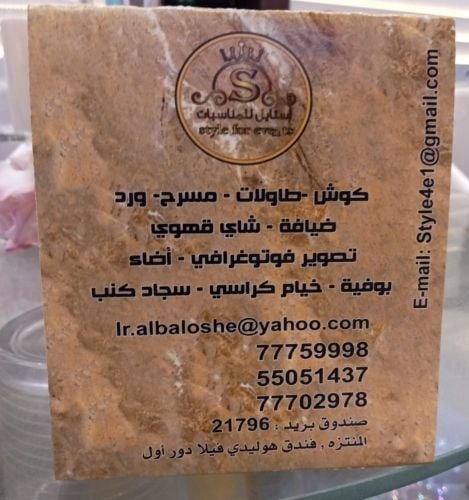 S
إستايل للمناسبات
style for events
كوش - طاولات - مسرح - ورد
ضيافة - شاي قهوي
تصوير فوتوغرافي - أضاء
بوفية - خيام كراسي - سجاد كنب
lr.albaloshe@yahoo.com
77759998
55051437
77702978
صندوق بريد : 21796
المنتزه , فندق هوليدي فيلا دور أول
E-mail: Style4e1@gmail.com